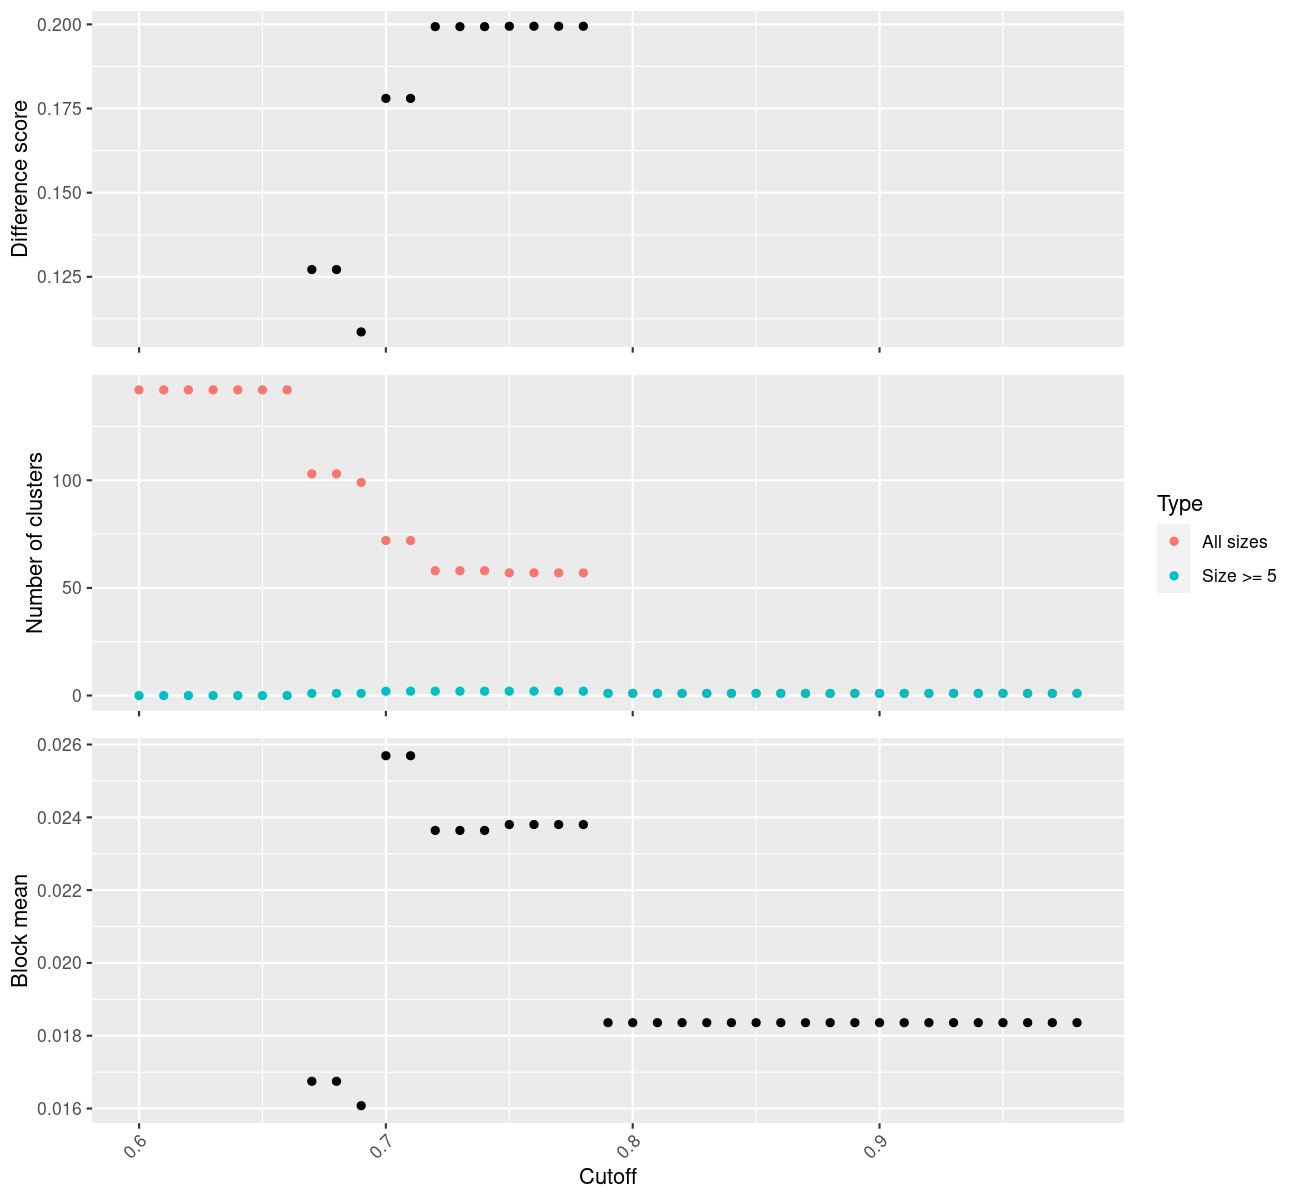 0.200
0.175
0.150
0.125
Difference score
100
50
0
Number of clusters
Type
All sizes
Size >= 5
0.026
0.024
0.022
0.020
0.018
0.016
Block mean
0.6
0.7
0.8
0.9
Cutoff